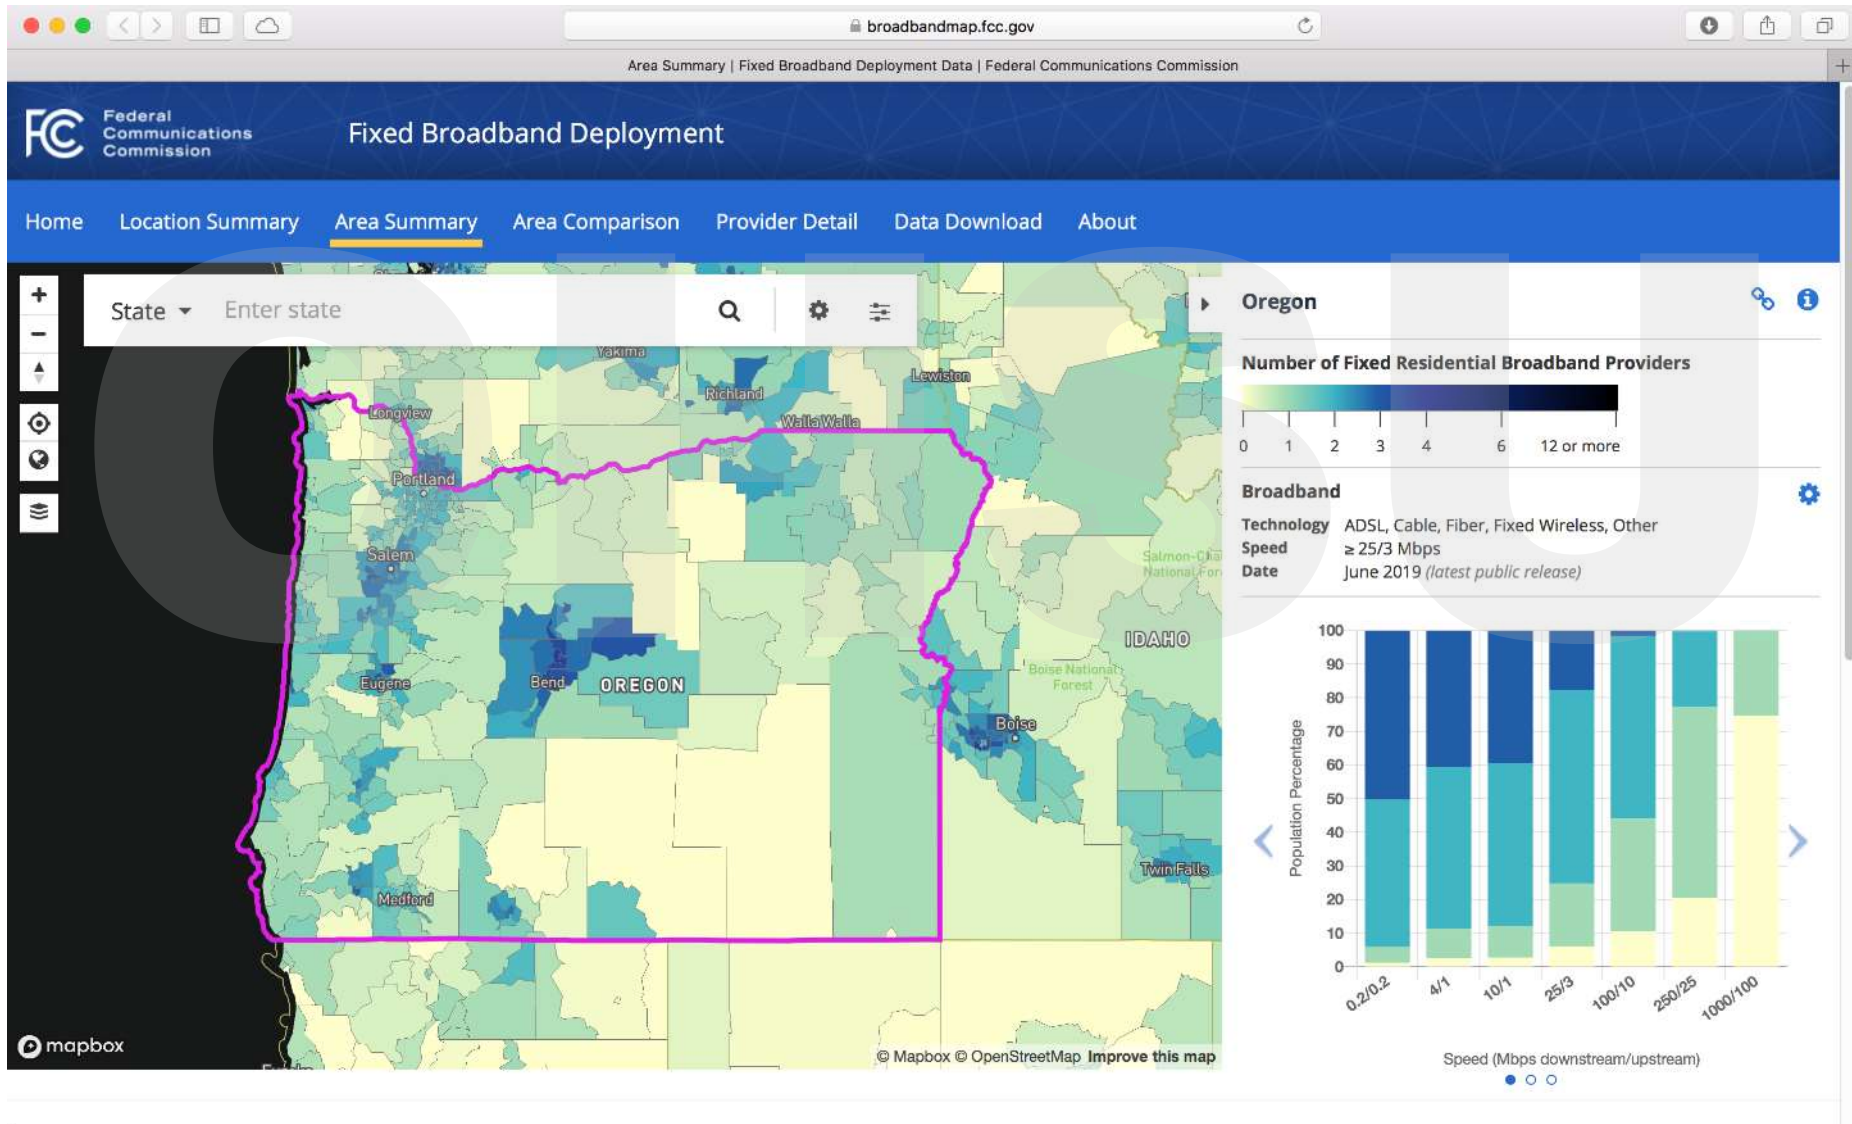 broadbandmap.fcc.gov
Area Summary | Fixed Broadband Deployment Data | Federal Communications Commission
FCC
Federal
Communications
Commission
Fixed Broadband Deployment
Home Location Summary Area Summary Area Comparison Provider Detail Data Download About
State Enter state
Yakima
Lewiston
Richland
Longview
Walla Walla
Portland
Salem
Salmon-Cha
National For
IDAHO
Boise National
Forest
Eugene
Bend
OREGON
Boise
Twin Falls
Medford
mapbox
© Mapbox © OpenStreetMap Improve this map
Oregon
Number of Fixed Residential Broadband Providers
0 1 2 3 4 6 12 or more
Broadband
Technology ADSL, Cable, Fiber, Fixed Wireless, Other
Speed ≥ 25/3 Mbps
Date June 2019 (latest public release)
100
90
80
70
60
50
40
30
20
10
0
Population Percentage
0.2/0.2 4/1 10/1 25/3 100/10 250/25 1000/100
Speed (Mbps downstream/upstream)
OHSU